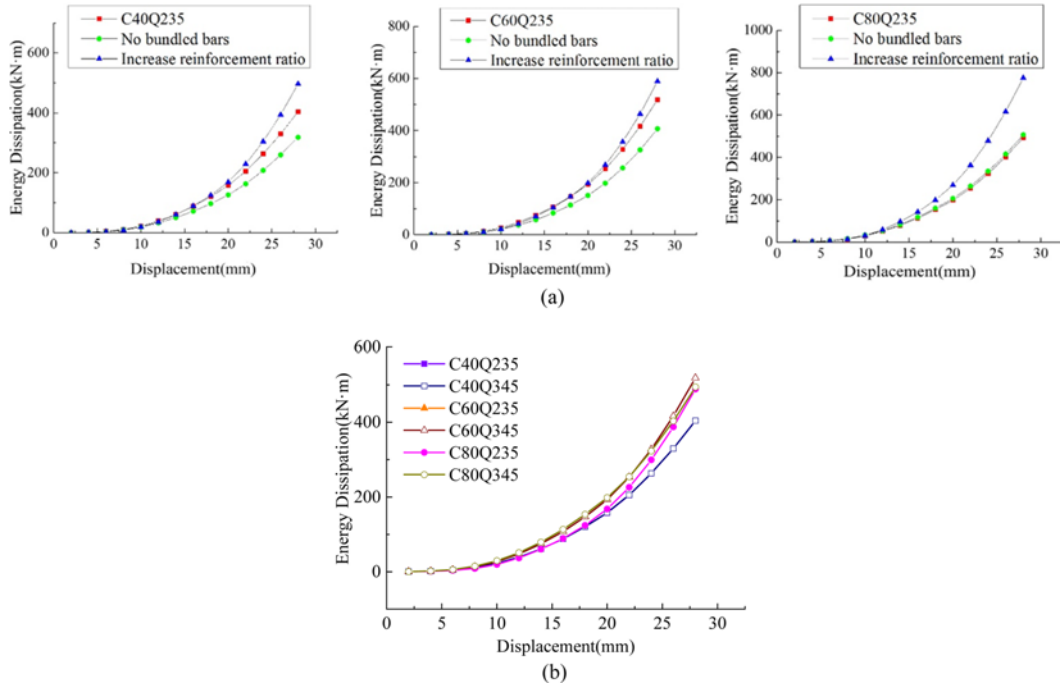 C40Q235
No bundled bars
Increase reinforcement ratio
Energy Dissipation(kN·m)
600
400
200
0
0 5 10 15 20 25 30
Displacement(mm)
C60Q235
No bundled bars
Increase reinforcement ratio
Energy Dissipation(kN·m)
800
600
400
200
0
0 5 10 15 20 25 30
Displacement(mm)
C80Q235
No bundled bars
Increase reinforcement ratio
Energy Dissipation(kN·m)
1000
800
600
400
200
0
0 5 10 15 20 25 30
Displacement(mm)
(a)
C40Q235
C40Q345
C60Q235
C60Q345
C80Q235
C80Q345
Energy Dissipation(kN·m)
600
400
200
0
0 5 10 15 20 25 30
Displacement(mm)
(b)